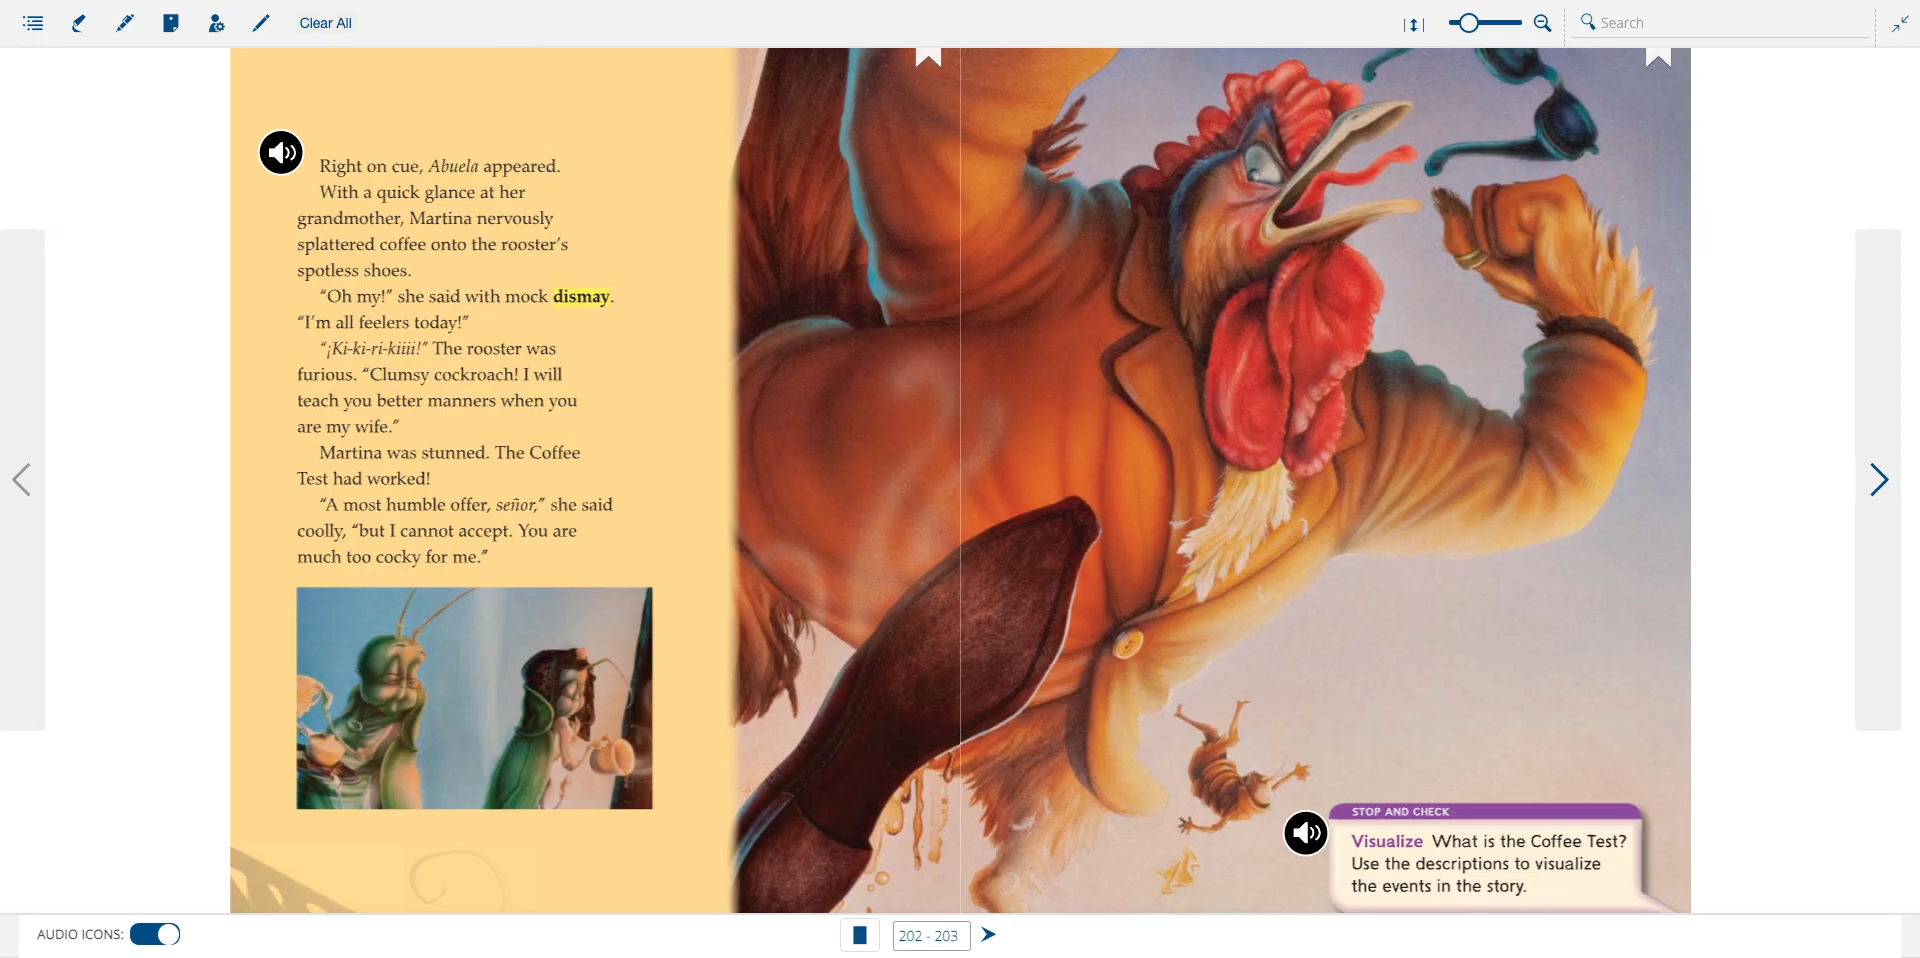 Clear All
Search
Right on cue, Abuela appeared.
With a quick glance at her
grandmother, Martina nervously
splattered coffee onto the rooster's
spotless shoes.
“Oh my!” she said with mock dismay.
“I'm all feelers today!”
“¡Ki-ki-ri-kiiii!” The rooster was
furious. “Clumsy cockroach! I will
teach you better manners when you
are my wife.”
Martina was stunned. The Coffee
Test had worked!
“A most humble offer, señor,” she said
coolly, “but I cannot accept. You are
much too cocky for me.”
STOP AND CHECK
Visualize What is the Coffee Test?
Use the descriptions to visualize
the events in the story.
AUDIO ICONS:
202 - 203